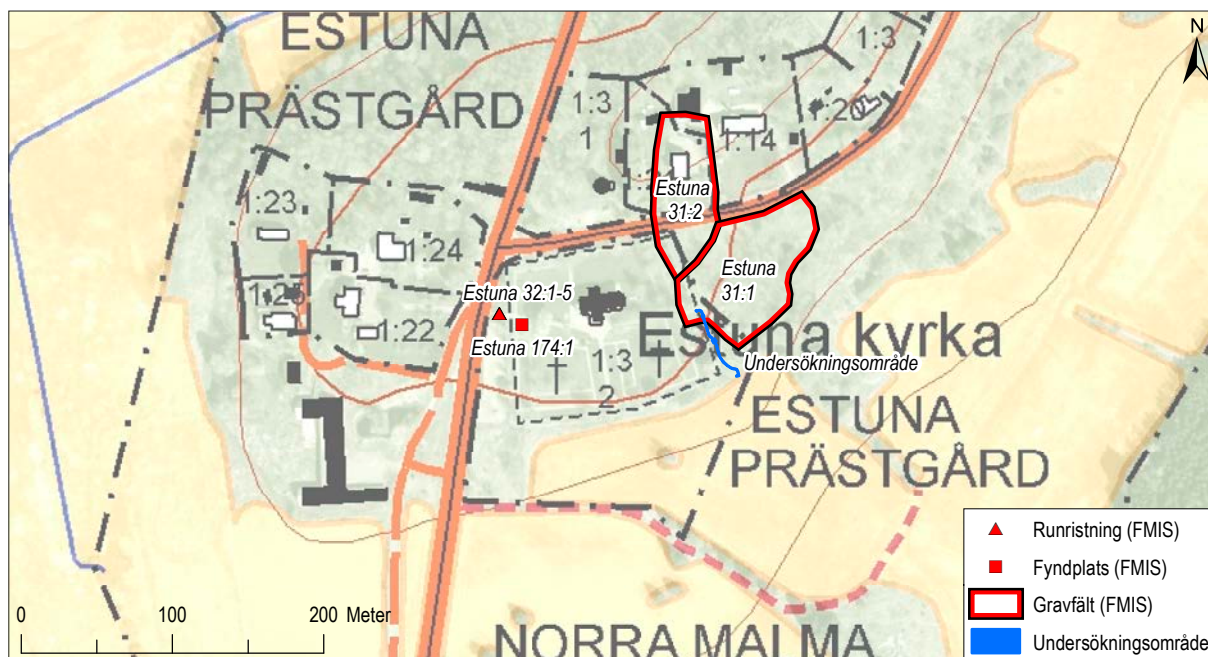 ESTUNA
PRÄSTGÅRD
N
1:3
1:3
1
1:20
1:14
Estuna
31:2
1:23
1:24
Estuna
31:1
Estuna 32:1-5
1:25
1:22
Estuna 174:1
Estuna kyrka
Undersökningsområde
1:3
2
ESTUNA
PRÄSTGÅRD
Runristning (FMIS)
Fyndplats (FMIS)
Gravfält (FMIS)
Undersökningsområde
0 100 200 Meter
NORRA MALMA